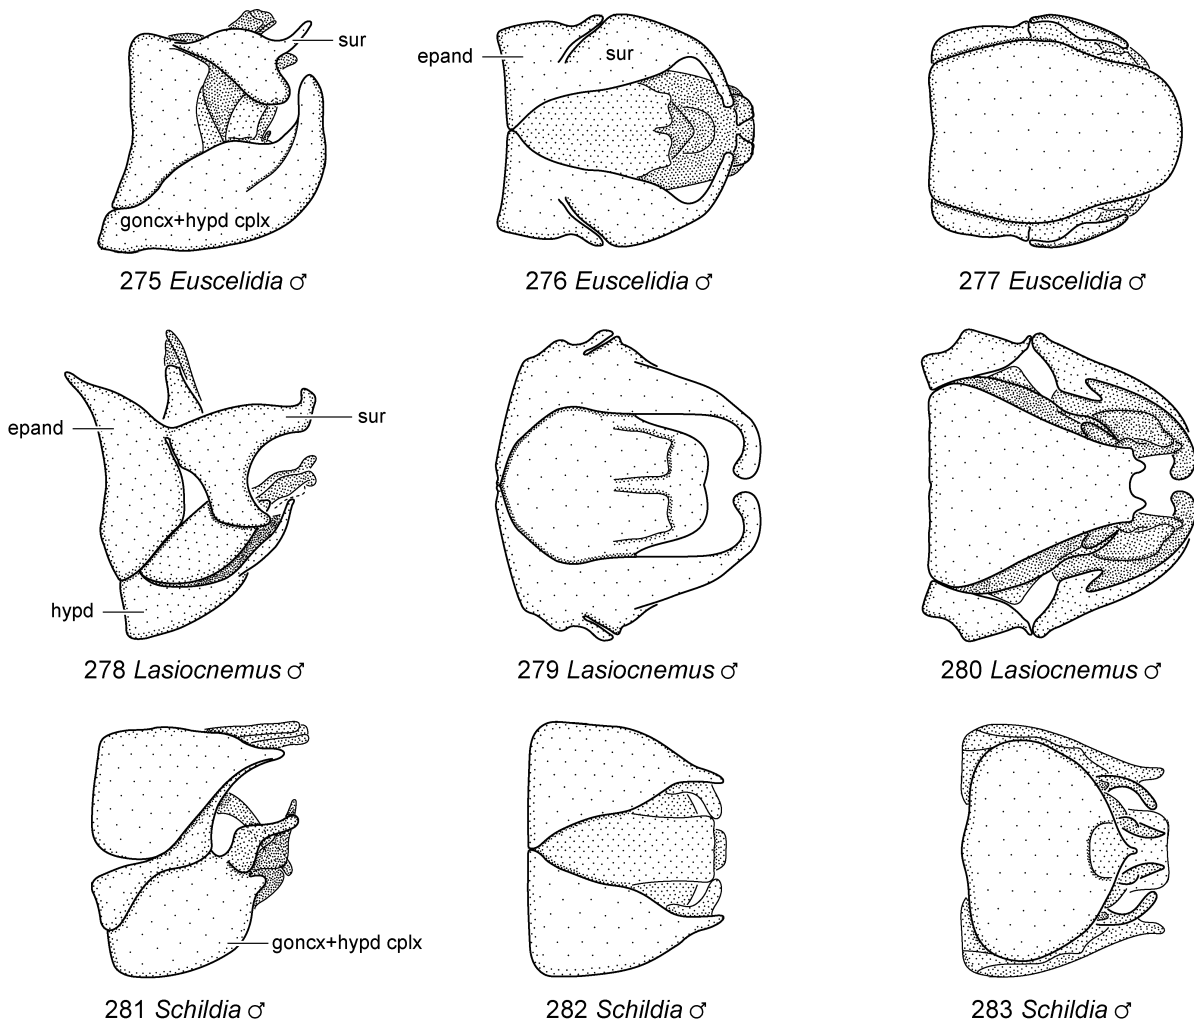 sur
epand
sur
goncx+hypd cplx
275 Euscelidia ♂
276 Euscelidia ♂
277 Euscelidia ♂
epand
sur
hypd
278 Lasiocnemus ♂
279 Lasiocnemus ♂
280 Lasiocnemus ♂
goncx+hypd cplx
281 Schildia ♂
282 Schildia ♂
283 Schildia ♂